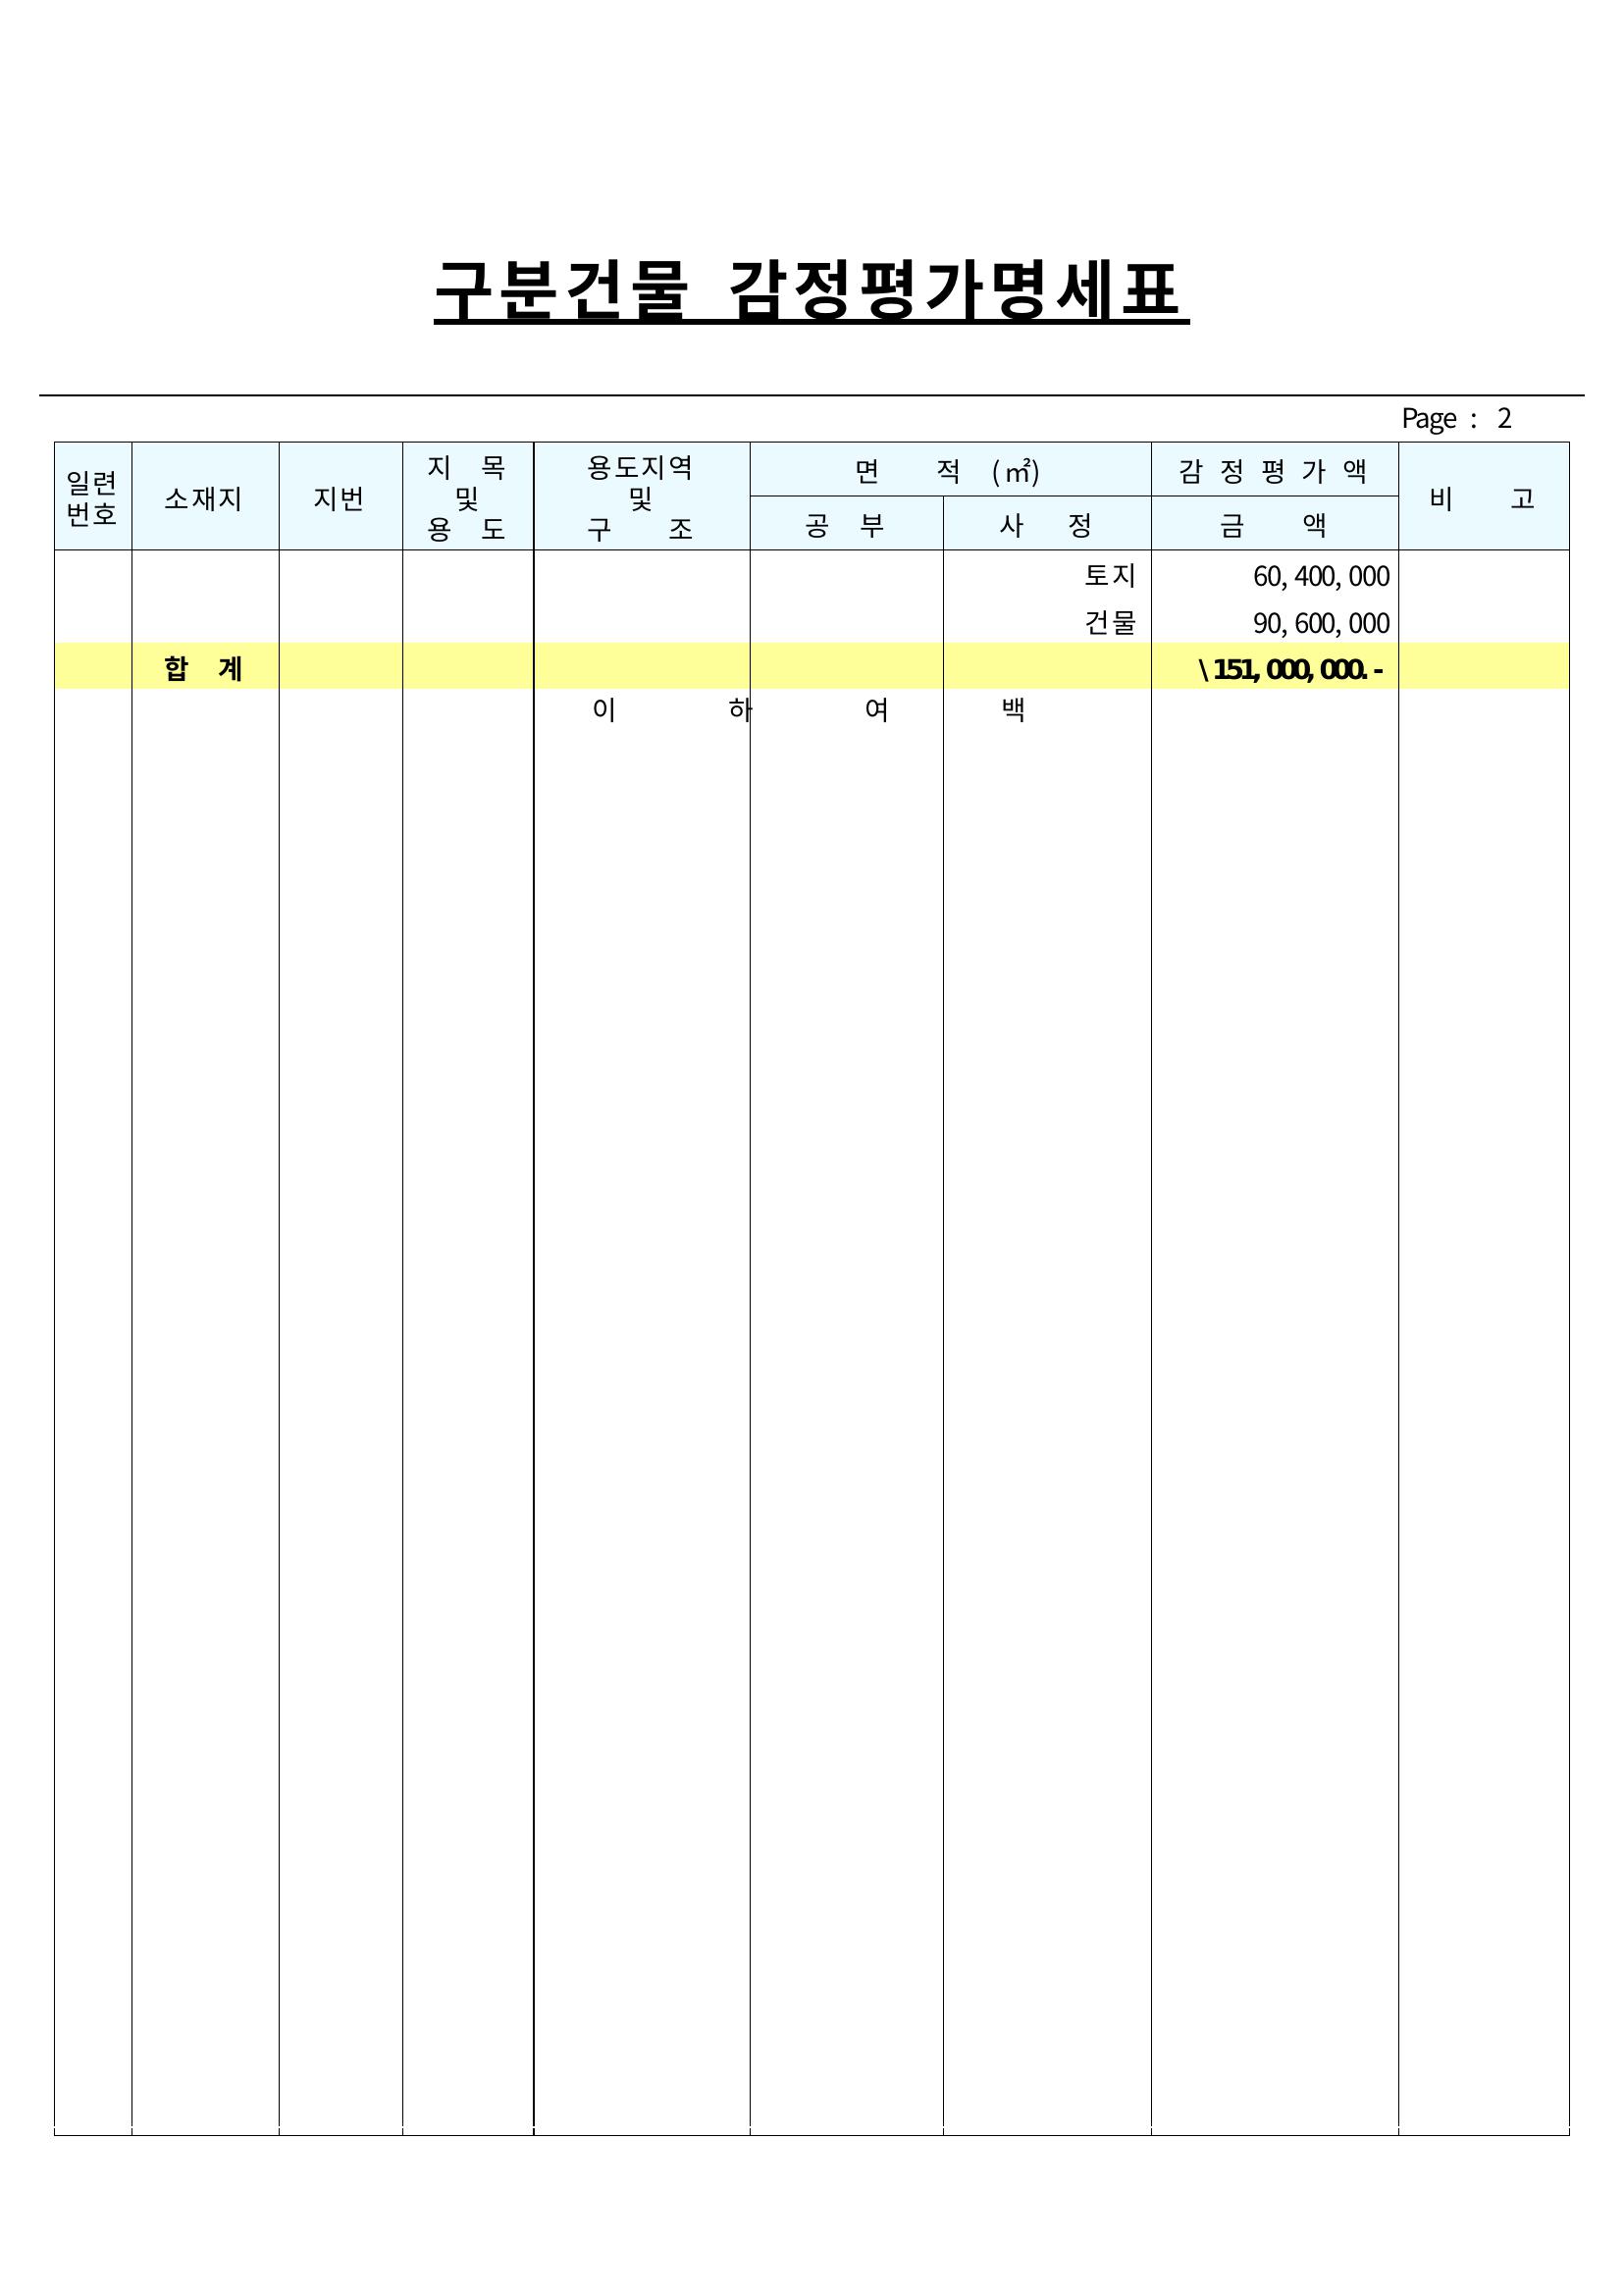 구분건물 감정평가명세표
Page : 2
일련
번호
소재지
지번
지 목
및
용 도
용도지역
및
구 조
면 적 (㎡)
공 부
사 정
감 정 평 가 액
금 액
비 고
토지 60,400,000
건물 90,600,000
합 계 \151,000,000.-
이 하 여 백